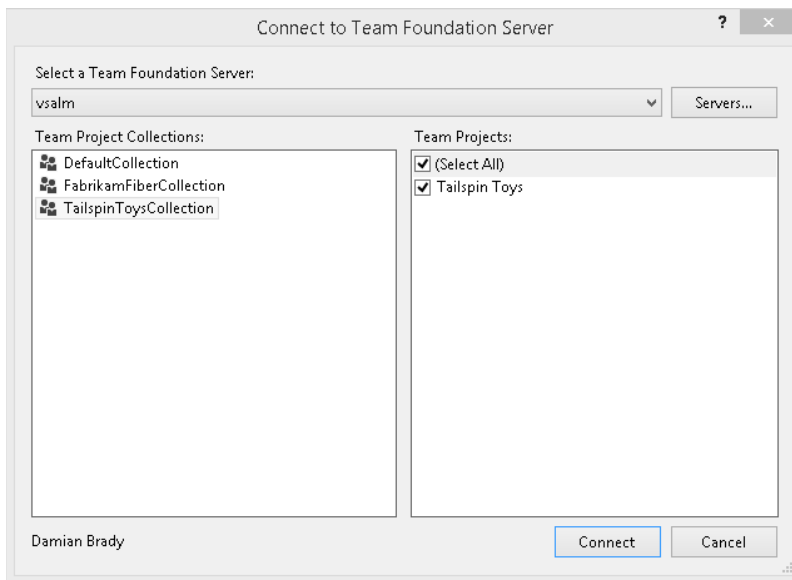 Connect to Team Foundation Server
?
Select a Team Foundation Server:
vsalm
Servers...
Team Project Collections:
DefaultCollection
FabrikamFiberCollection
TailspinToysCollection
Team Projects:
(Select All)
Tailspin Toys
Damian Brady
Connect
Cancel